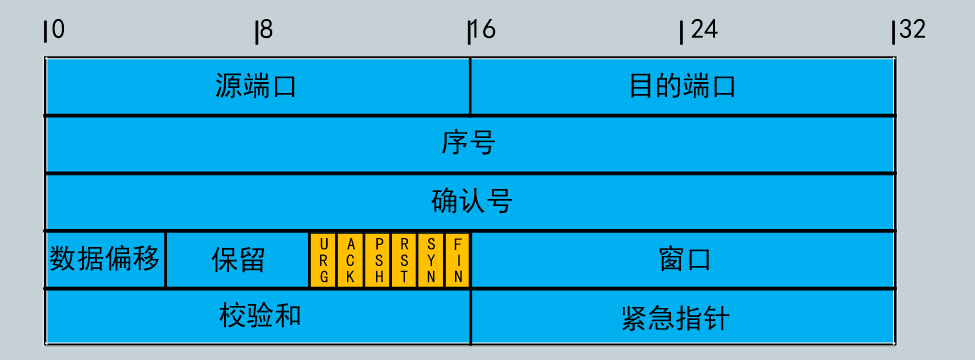 0 8 16 24 32
源端口 目的端口
序号
确认号
数据偏移 保留 URG ACK PSH RST SYN FIN 窗口
校验和 紧急指针